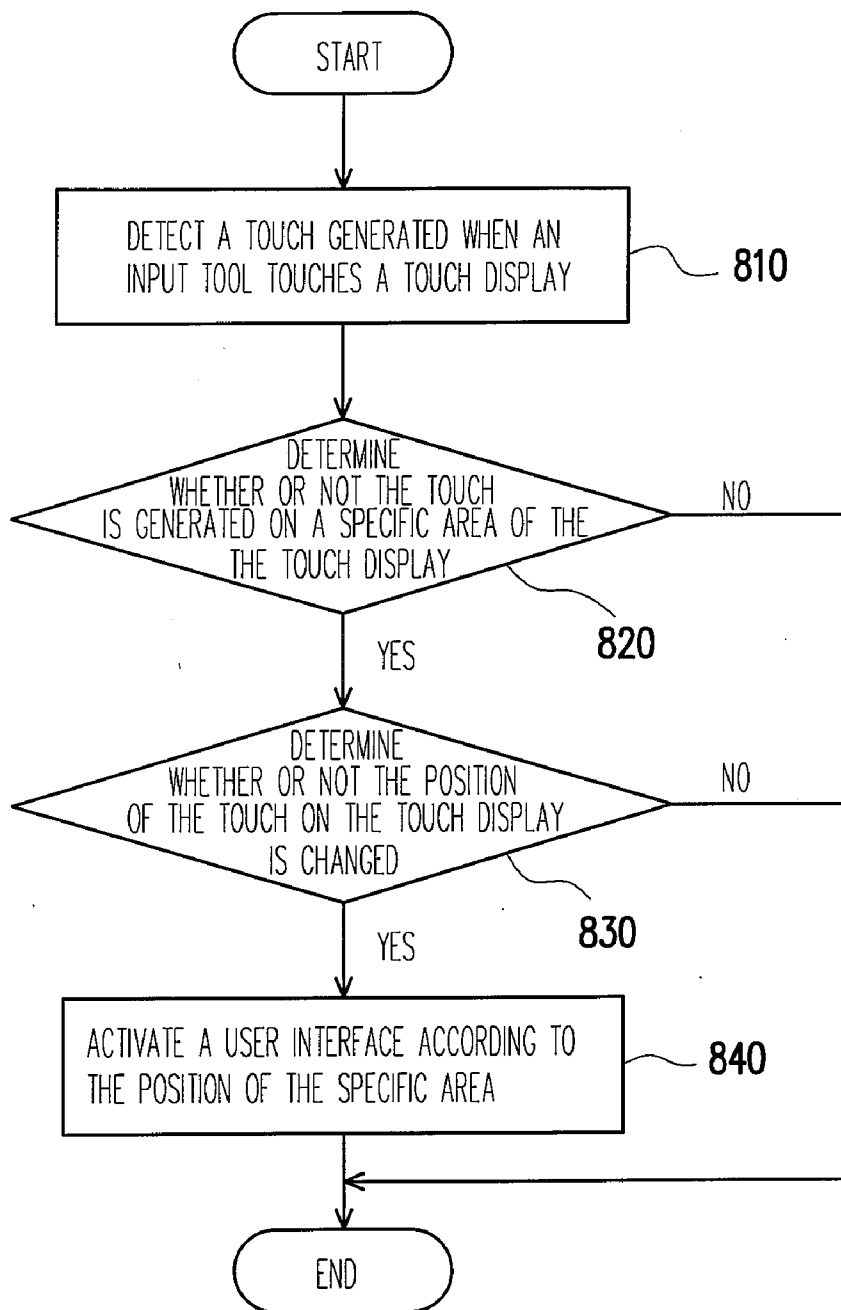 START
DETECT A TOUCH GENERATED WHEN AN
INPUT TOOL TOUCHES A TOUCH DISPLAY
810
DETERMINE
WHETHER OR NOT THE TOUCH
IS GENERATED ON A SPECIFIC AREA OF THE
THE TOUCH DISPLAY
NO
820
YES
DETERMINE
WHETHER OR NOT THE POSITION
OF THE TOUCH ON THE TOUCH DISPLAY
IS CHANGED
NO
830
YES
ACTIVATE A USER INTERFACE ACCORDING TO
THE POSITION OF THE SPECIFIC AREA
840
END